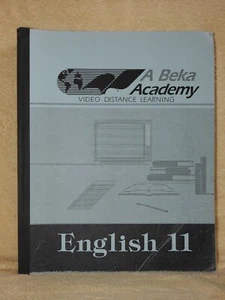 A Beka
Academy
VIDEO DISTANCE LEARNING
English 11